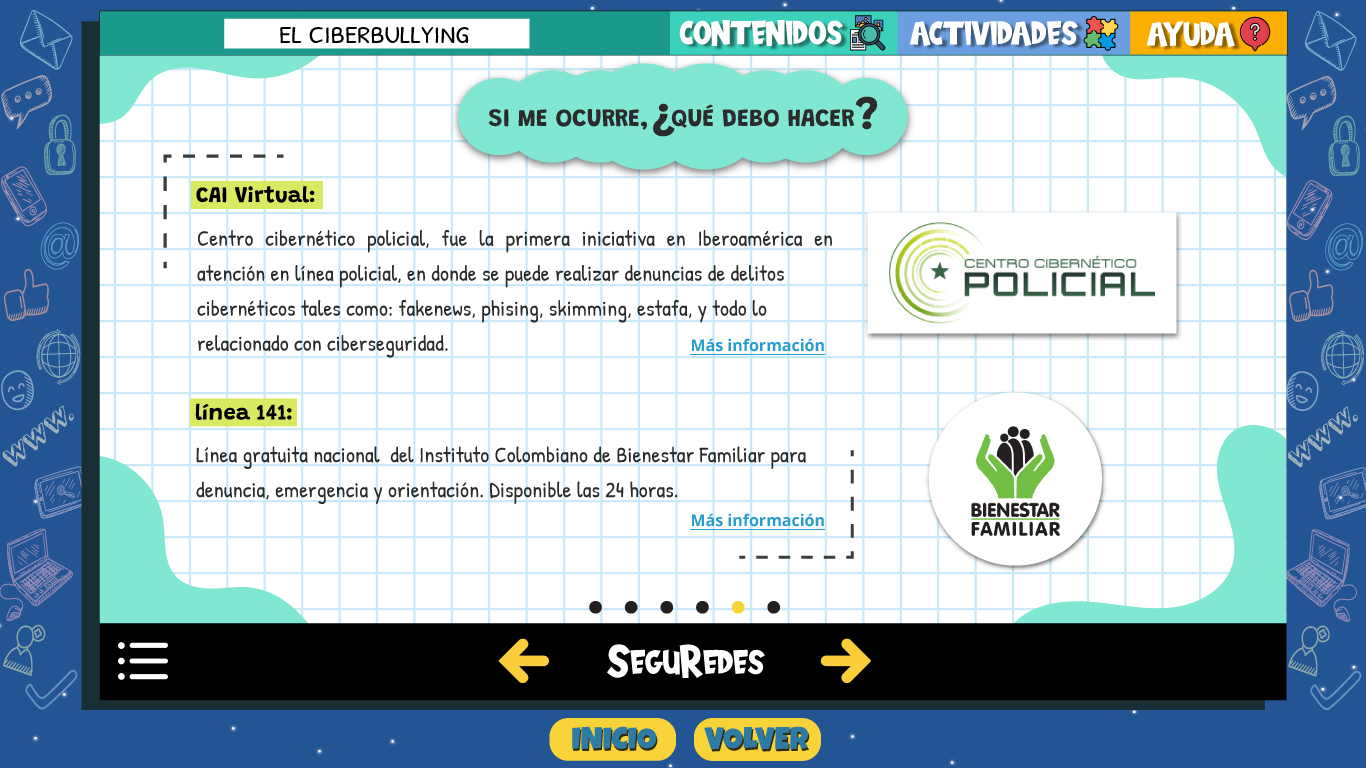 EL CIBERBULLYING
CONTENIDOS
ACTIVIDADES
AYUDA
?
SI ME OCURRE, ¿QUÉ DEBO HACER?
CAI Virtual:
Centro cibernético policial, fue la primera iniciativa en Iberoamérica en
atención en línea policial, en donde se puede realizar denuncias de delitos
cibernéticos tales como: fakenews, phising, skimming, estafa, y todo lo
relacionado con ciberseguridad.
Más información
CENTRO CIBERNÉTICO
POLICIAL
línea 141:
Línea gratuita nacional del Instituto Colombiano de Bienestar Familiar para
denuncia, emergencia y orientación. Disponible las 24 horas.
Más información
BIENESTAR
FAMILIAR
SEGUREDES
INICIO
VOLVER
@
www.
@
www.